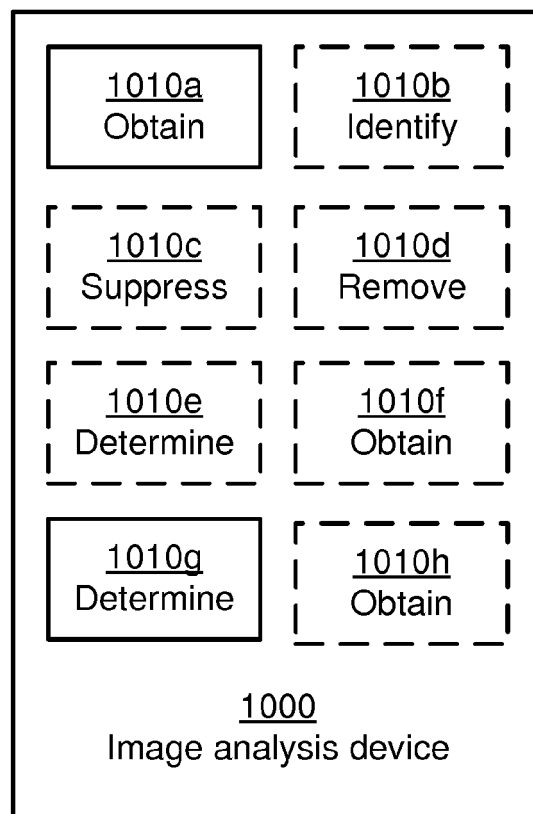 1010a
Obtain
1010b
Identify
1010c
Suppress
1010d
Remove
1010e
Determine
1010f
Obtain
1010g
Determine
1010h
Obtain
1000
Image analysis device